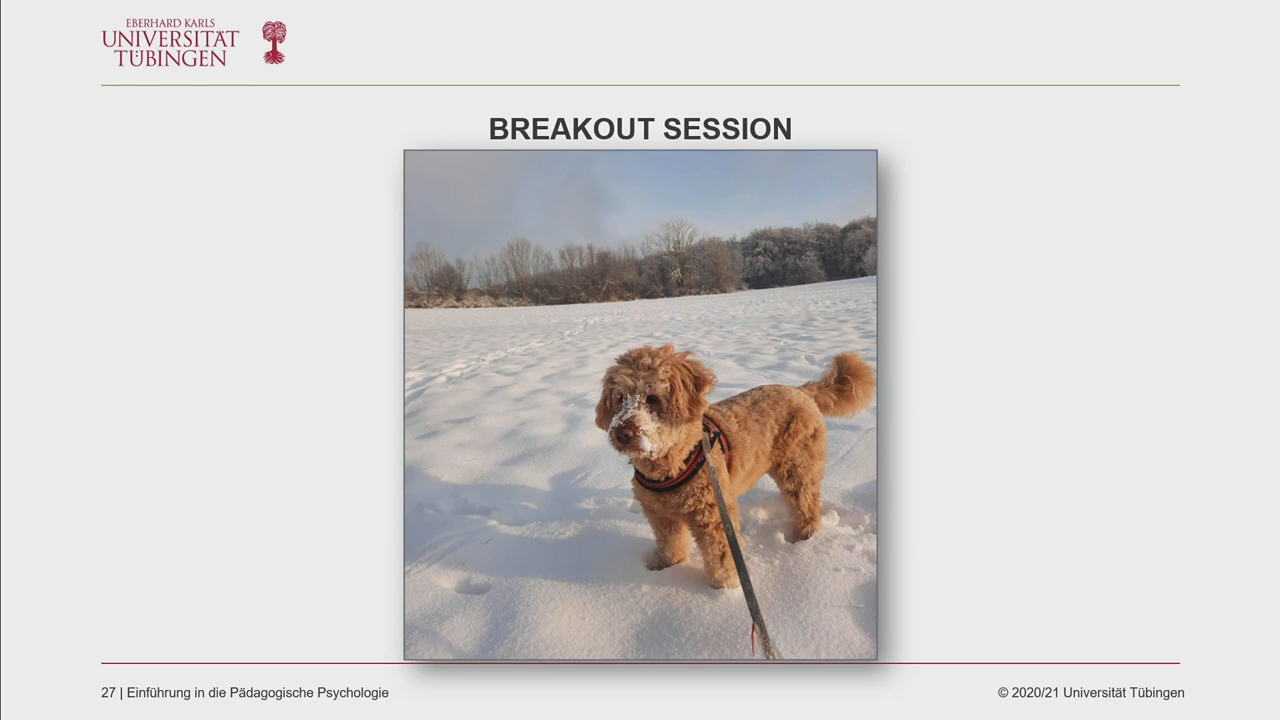 EBERHARD KARLS
UNIVERSITÄT
TÜBINGEN
BREAKOUT SESSION
27 | Einführung in die Pädagogische Psychologie
© 2020/21 Universität Tübingen